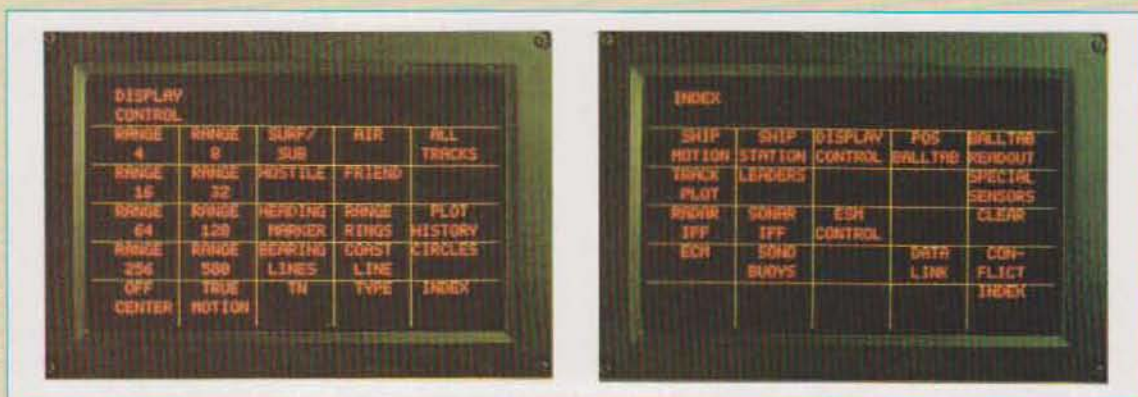 DISPLAY
CONTROL
RANGE RANGE SURF/ AIR ALL
4 8 SUB TRACKS
RANGE RANGE HOSTILE FRIEND
16 32
RANGE RANGE HEADING RANGE PLOT
64 128 MARKER RINGS HISTORY
RANGE RANGE BEARING COAST CIRCLES
256 500 LINES LINE
OFF TRUE TN TYPE INDEX
CENTER MOTION
INDEX
SHIP SHIP DISPLAY POS BALLTAB
MOTION STATION CONTROL BALLTAB READOUT
TRACK LEADERS SPECIAL
PLOT SENSORS
RADAR SONAR ESM CLEAR
IFF IFF CONTROL
ECM SONO DATA CON-
BUOYS LINK FLICT
INDEX